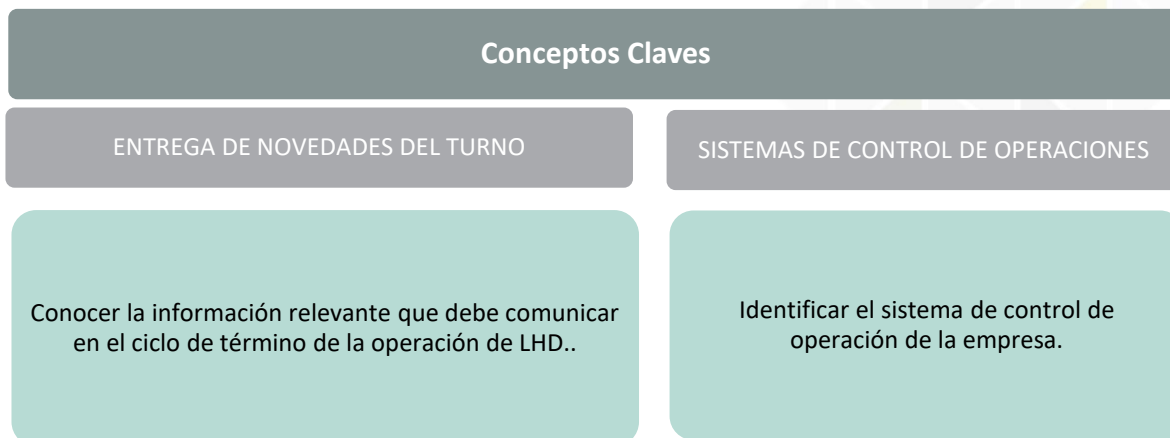 Conceptos Claves
ENTREGA DE NOVEDADES DEL TURNO
SISTEMAS DE CONTROL DE OPERACIONES
Conocer la información relevante que debe comunicar
en el ciclo de término de la operación de LHD..
Identificar el sistema de control de
operación de la empresa.